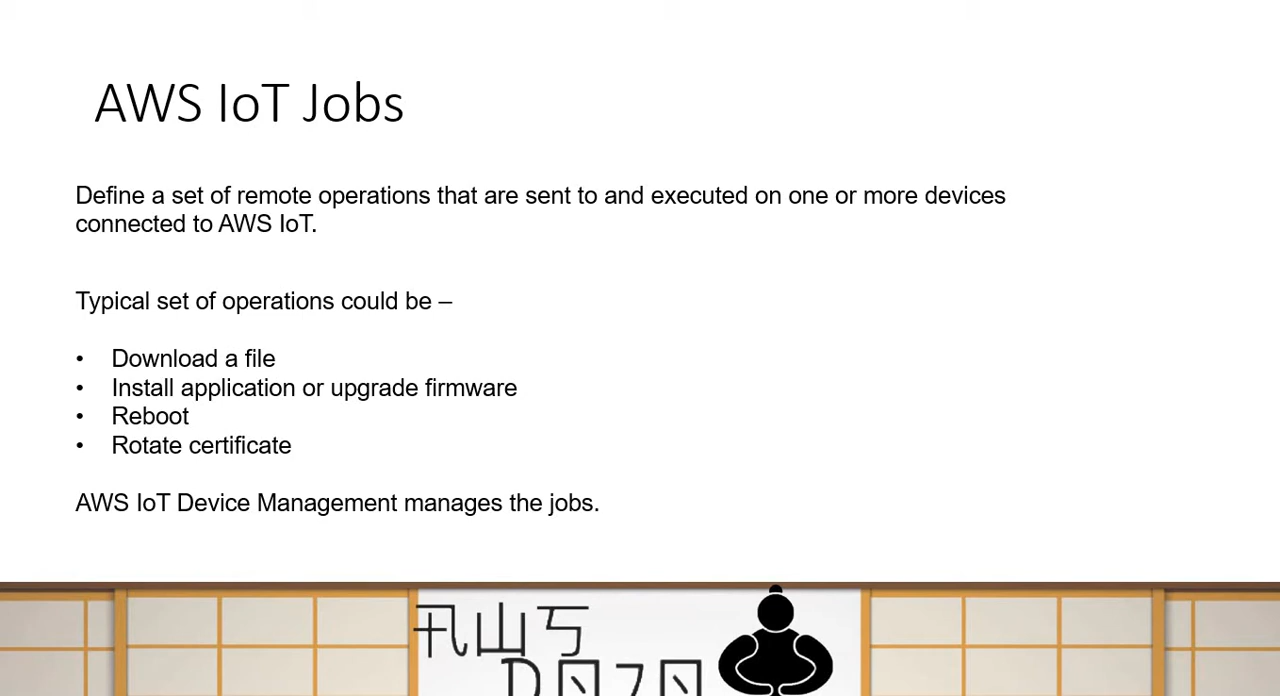 AWS IoT Jobs
Define a set of remote operations that are sent to and executed on one or more devices
connected to AWS IoT.
Typical set of operations could be –
• Download a file
• Install application or upgrade firmware
• Reboot
• Rotate certificate
AWS IoT Device Management manages the jobs.
AWS
DOJO